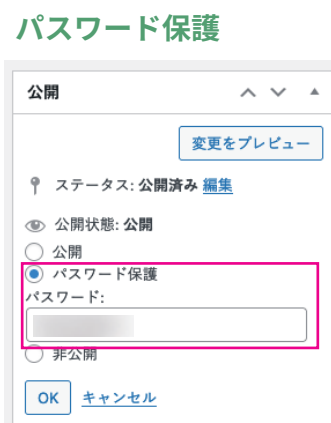 パスワード保護
公開
変更をプレビュー
ステータス: 公開済み 編集
公開状態: 公開
公開
パスワード保護
パスワード:
非公開
OK キャンセル